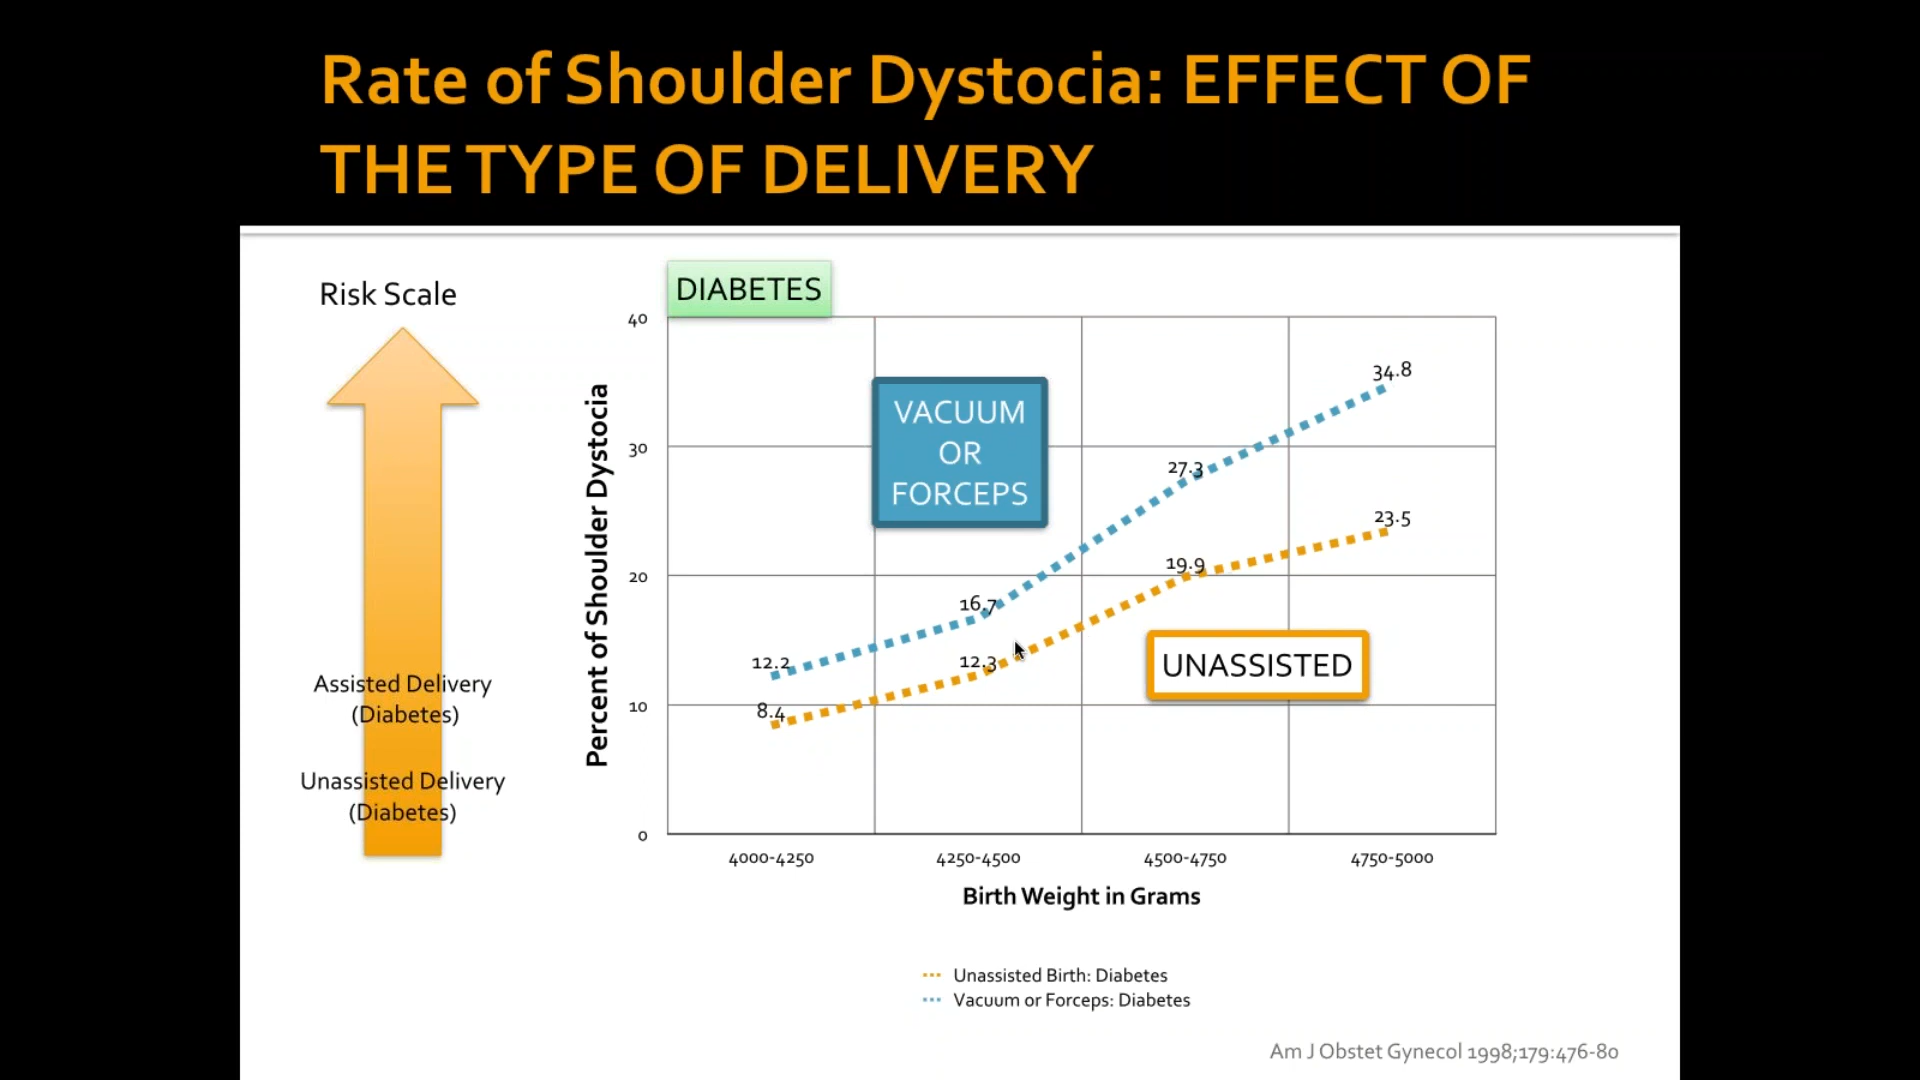 Rate of Shoulder Dystocia: EFFECT OF
THE TYPE OF DELIVERY
Risk Scale
Assisted Delivery
(Diabetes)
Unassisted Delivery
(Diabetes)
DIABETES
Percent of Shoulder Dystocia
40
30
20
10
0
VACUUM
OR
FORCEPS
34.8
27.3
23.5
19.9
16.7
12.3
12.2
8.4
UNASSISTED
4000-4250
4250-4500
4500-4750
4750-5000
Birth Weight in Grams
Unassisted Birth: Diabetes
Vacuum or Forceps: Diabetes
Am J Obstet Gynecol 1998;179:476-80